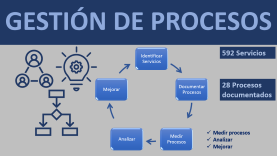 GESTIÓN DE PROCESOS
Identificar
Servicios
592 Servicios
Mejorar
Documentar
Procesos
28 Procesos
documentados
Analizar
Medir
Procesos
✓ Medir procesos
✓ Analizar
✓ Mejorar